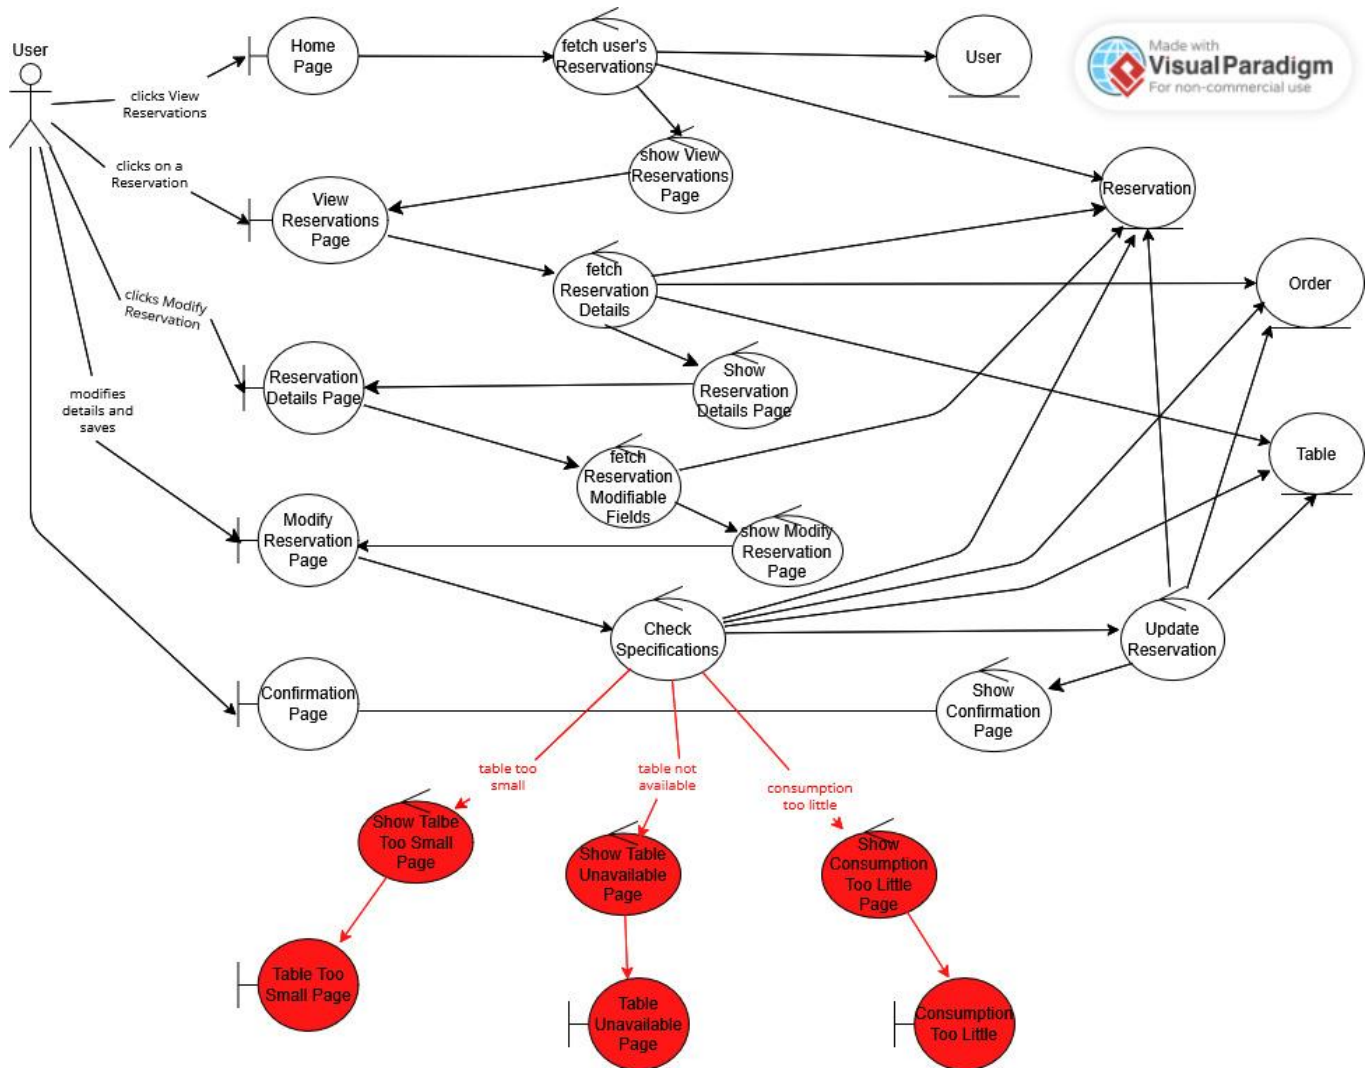 User
Home
Page
fetch user's
Reservations
User
Made with
VisualParadigm
For non-commercial use
clicks View
Reservations
clicks on a
Reservation
show View
Reservations
Page
Reservation
View
Reservations
Page
fetch
Reservation
Details
Order
clicks Modify
Reservation
Reservation
Details Page
Show
Reservation
Details Page
modifies
details and
saves
fetch
Reservation
Modifiable
Fields
Table
Modify
Reservation
Page
show Modify
Reservation
Page
Check
Specifications
Update
Reservation
Confirmation
Page
Show
Confirmation
Page
table too
small
table not
available
consumption
too little
Show Talbe
Too Small
Page
Show Table
Unavailable
Page
Show
Consumption
Too Little
Page
Table Too
Small Page
Table
Unavailable
Page
Consumption
Too Little